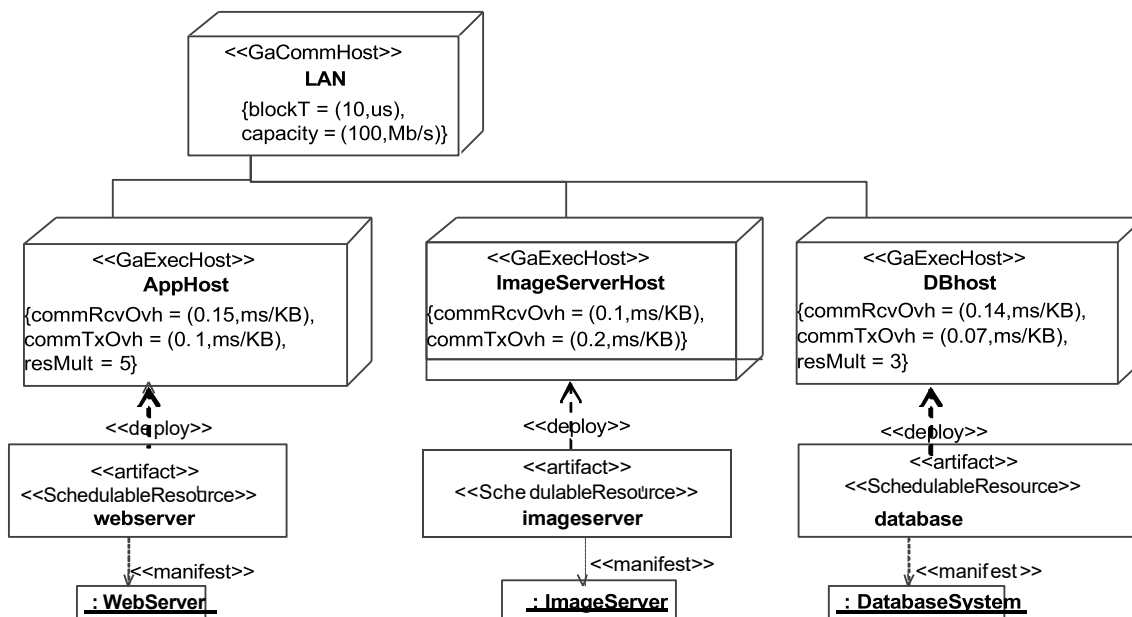 <<GaCommHost>>
LAN
{blockT = (10,us),
capacity = (100,Mb/s)}
<<GaExecHost>>
AppHost
{commRcvOvh = (0.15,ms/KB),
commTxOvh = (0.1,ms/KB),
resMult = 5}
<<GaExecHost>>
ImageServerHost
{commRcvOvh = (0.1,ms/KB),
commTxOvh = (0.2,ms/KB)}
<<GaExecHost>>
DBhost
{commRcvOvh = (0.14,ms/KB),
commTxOvh = (0.07,ms/KB),
resMult = 3}
<<deploy>>
<<deploy>>
<<deploy>>
<<artifact>>
<<SchedulableResource>>
webserver
<<artifact>>
<<SchedulableResource>>
imageserver
<<artifact>>
<<SchedulableResource>>
database
<<manifest>>
<<manifest>>
<<manifest>>
: WebServer
: ImageServer
: DatabaseSystem